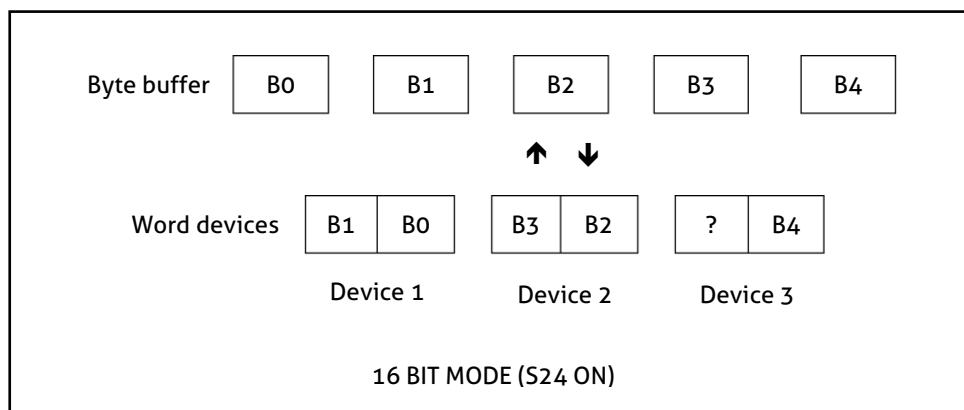 Byte buffer B0 B1 B2 B3 B4
Word devices B1 B0 B3 B2 ? B4
Device 1 Device 2 Device 3
16 BIT MODE (S24 ON)